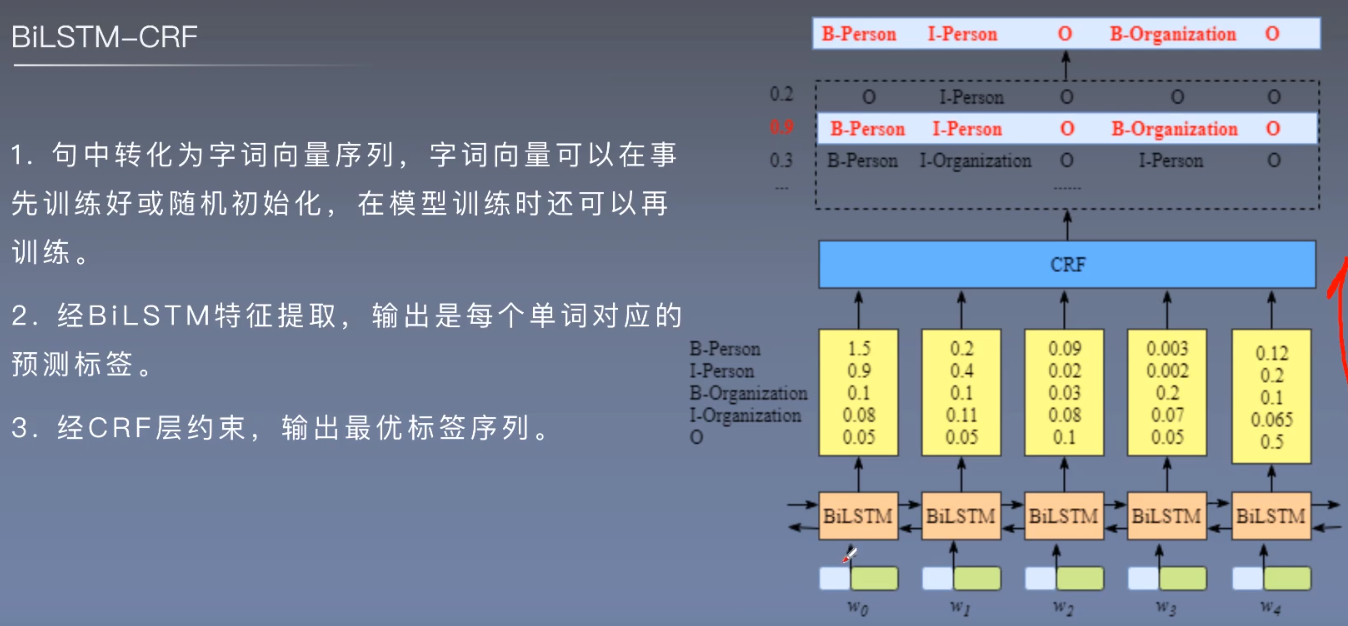 BiLSTM-CRF
1. 句中转化为字词向量序列，字词向量可以在事
先训练好或随机初始化，在模型训练时还可以再
训练。
2. 经BiLSTM特征提取，输出是每个单词对应的
预测标签。
3. 经CRF层约束，输出最优标签序列。
B-Person I-Person O B-Organization O
0.2 O I-Person O O O
0.9 B-Person I-Person O B-Organization O
0.3 B-Person I-Organization O I-Person O
... ......
CRF
B-Person 1.5 0.2 0.09 0.003 0.12
I-Person 0.9 0.4 0.02 0.002 0.2
B-Organization 0.1 0.1 0.03 0.2 0.1
I-Organization 0.08 0.11 0.08 0.07 0.065
O 0.05 0.05 0.1 0.05 0.5
BiLSTM BiLSTM BiLSTM BiLSTM BiLSTM
w0 w1 w2 w3 w4